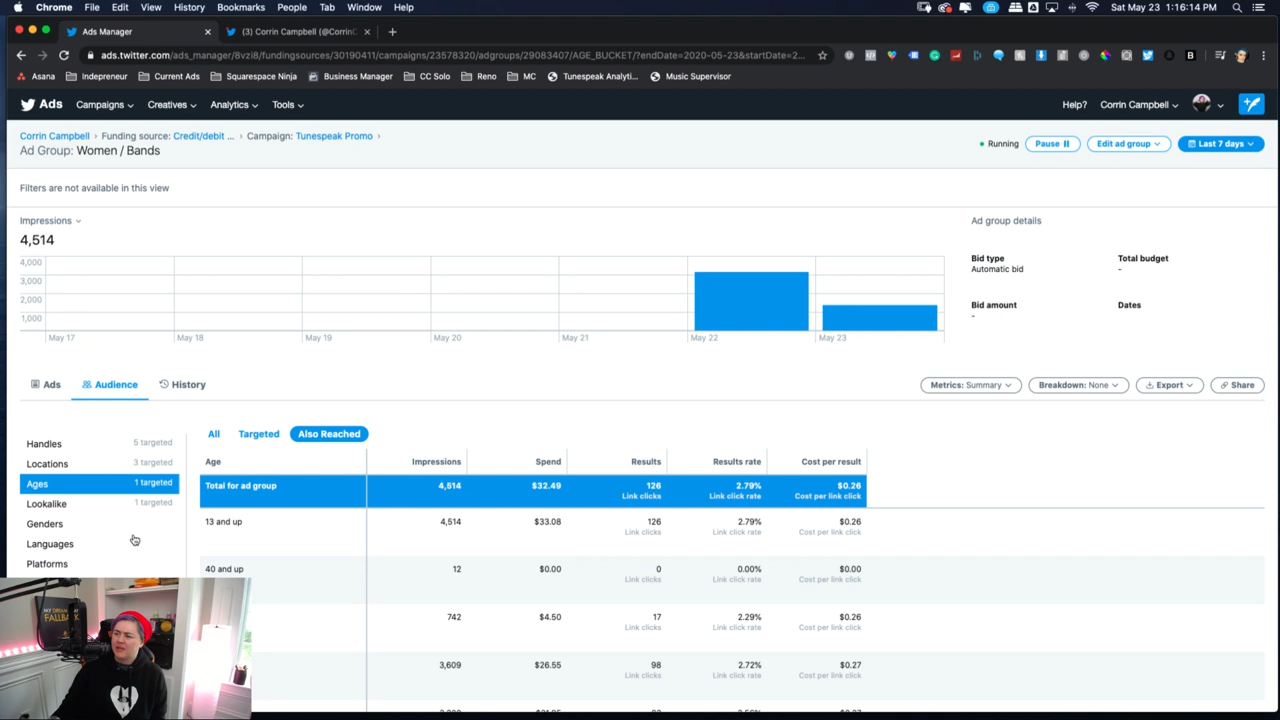 Chrome File Edit View History Bookmarks People Tab Window Help Sat May 23 1:16:14 PM
Ads Manager (3) Corrin Campbell (@CorrinC
ads.twitter.com/ads_manager/8vzi8/fundingsources/30190411/campaigns/23578320/adgroups/29083407/AGE_BUCKET/?endDate=2020-05-23&startDate=2...
Asana Indepreneur Current Ads Squarespace Ninja Business Manager CC Solo Reno MC Tunespeak Analyti... Music Supervisor
Ads Campaigns Creatives Analytics Tools Help? Corrin Campbell
Corrin Campbell › Funding source: Credit/debit ... › Campaign: Tunespeak Promo ›
Ad Group: Women / Bands
Running Pause Edit ad group Last 7 days
Filters are not available in this view
Impressions
4,514
4,000
3,000
2,000
1,000
May 17 May 18 May 19 May 20 May 21 May 22 May 23
Ad group details
Bid type Total budget
Automatic bid -
Bid amount Dates
-
Ads Audience History
Metrics: Summary Breakdown: None Export Share
Handles 5 targeted
Locations 3 targeted
Ages 1 targeted
Lookalike 1 targeted
Genders
Languages
Platforms
All Targeted Also Reached
Age Impressions Spend Results Results rate Cost per result
Total for ad group 4,514 $32.49 126 2.79% $0.26
Link clicks Link click rate Cost per link click
13 and up 4,514 $33.08 126 2.79% $0.26
Link clicks Link click rate Cost per link click
40 and up 12 $0.00 0 0.00% $0.00
Link clicks Link click rate Cost per link click
742 $4.50 17 2.29% $0.26
Link clicks Link click rate Cost per link click
3,609 $26.55 98 2.72% $0.27
Link clicks Link click rate Cost per link click
MY DREAM
FALLBACK